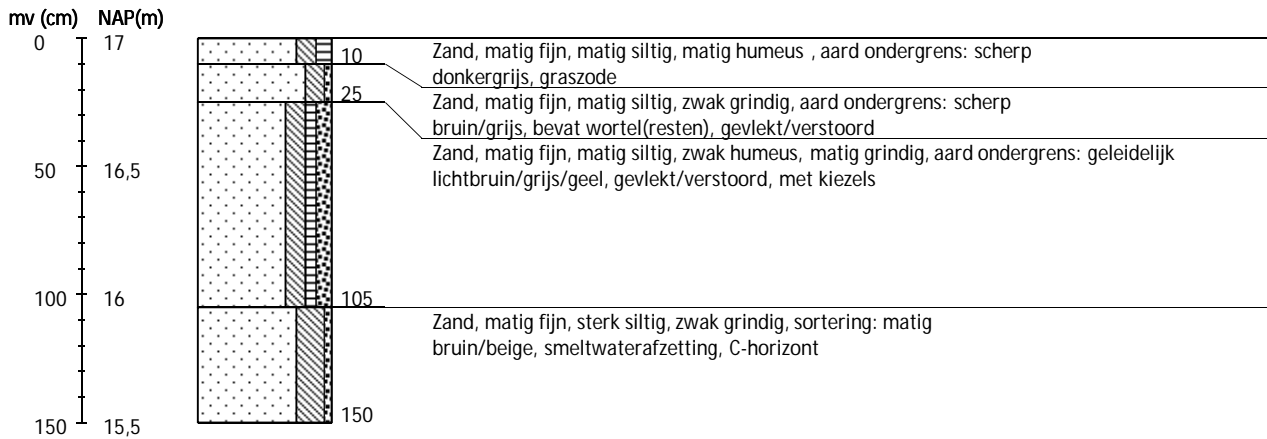 mv (cm) NAP(m)
0 17
10
Zand, matig fijn, matig siltig, matig humeus , aard ondergrens: scherp
donkergrijs, graszode
25
Zand, matig fijn, matig siltig, zwak grindig, aard ondergrens: scherp
bruin/grijs, bevat wortel(resten), gevlekt/verstoord
50 16,5
Zand, matig fijn, matig siltig, zwak humeus, matig grindig, aard ondergrens: geleidelijk
lichtbruin/grijs/geel, gevlekt/verstoord, met kiezels
100 16
105
Zand, matig fijn, sterk siltig, zwak grindig, sortering: matig
bruin/beige, smeltwaterafzetting, C-horizont
150
150 15,5